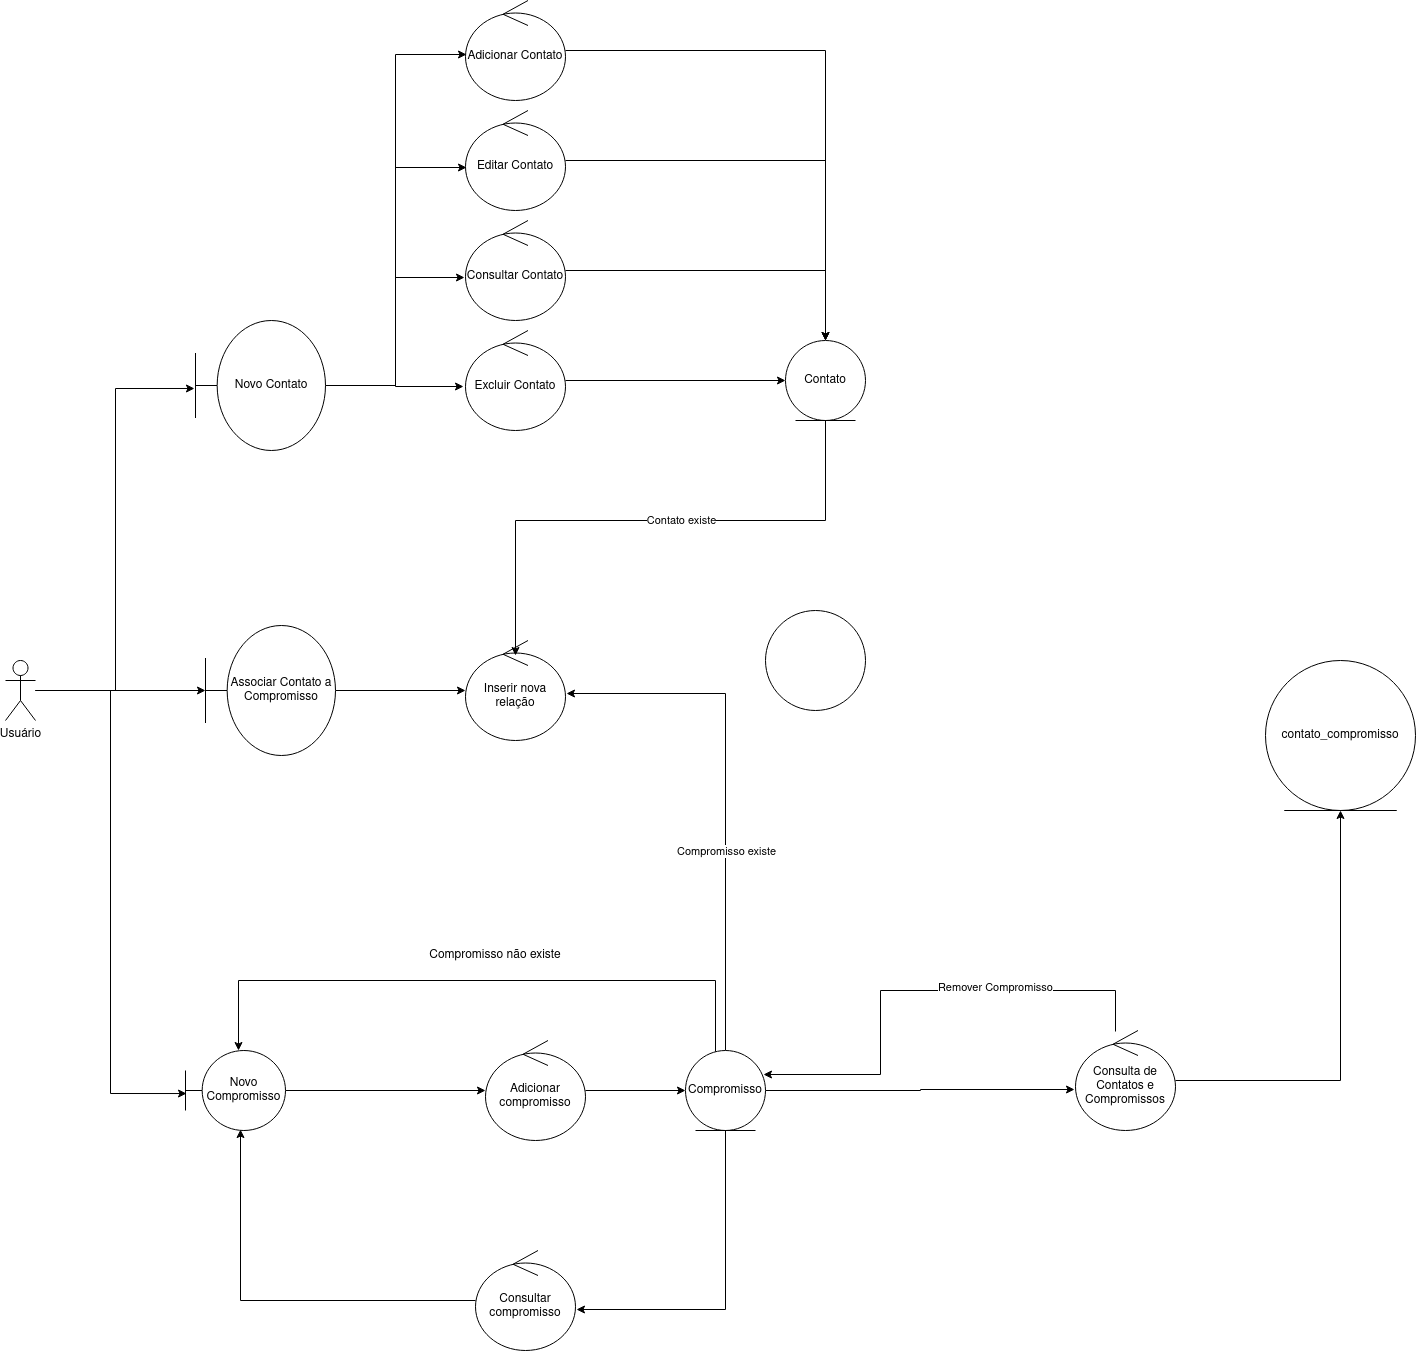 Adicionar Contato
Editar Contato
Consultar Contato
Novo Contato
Excluir Contato
Contato
Contato existe
Usuário
Associar Contato a
Compromisso
Inserir nova
relação
contato_compromisso
Compromisso existe
Compromisso não existe
Remover Compromisso
Novo
Compromisso
Adicionar
compromisso
Compromisso
Consulta de
Contatos e
Compromissos
Consultar
compromisso